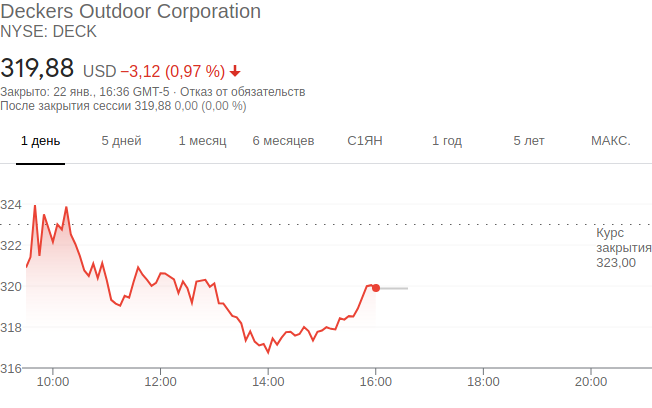 Deckers Outdoor Corporation
NYSE: DECK
319,88 USD −3,12 (0,97 %)
Закрыто: 22 янв., 16:36 GMT-5 · Отказ от обязательств
После закрытия сессии 319,88 0,00 (0,00 %)
1 день 5 дней 1 месяц 6 месяцев С1ЯН 1 год 5 лет МАКС.
324
Курс
322
закрытия
323,00
320
318
316
10:00 12:00 14:00 16:00 18:00 20:00